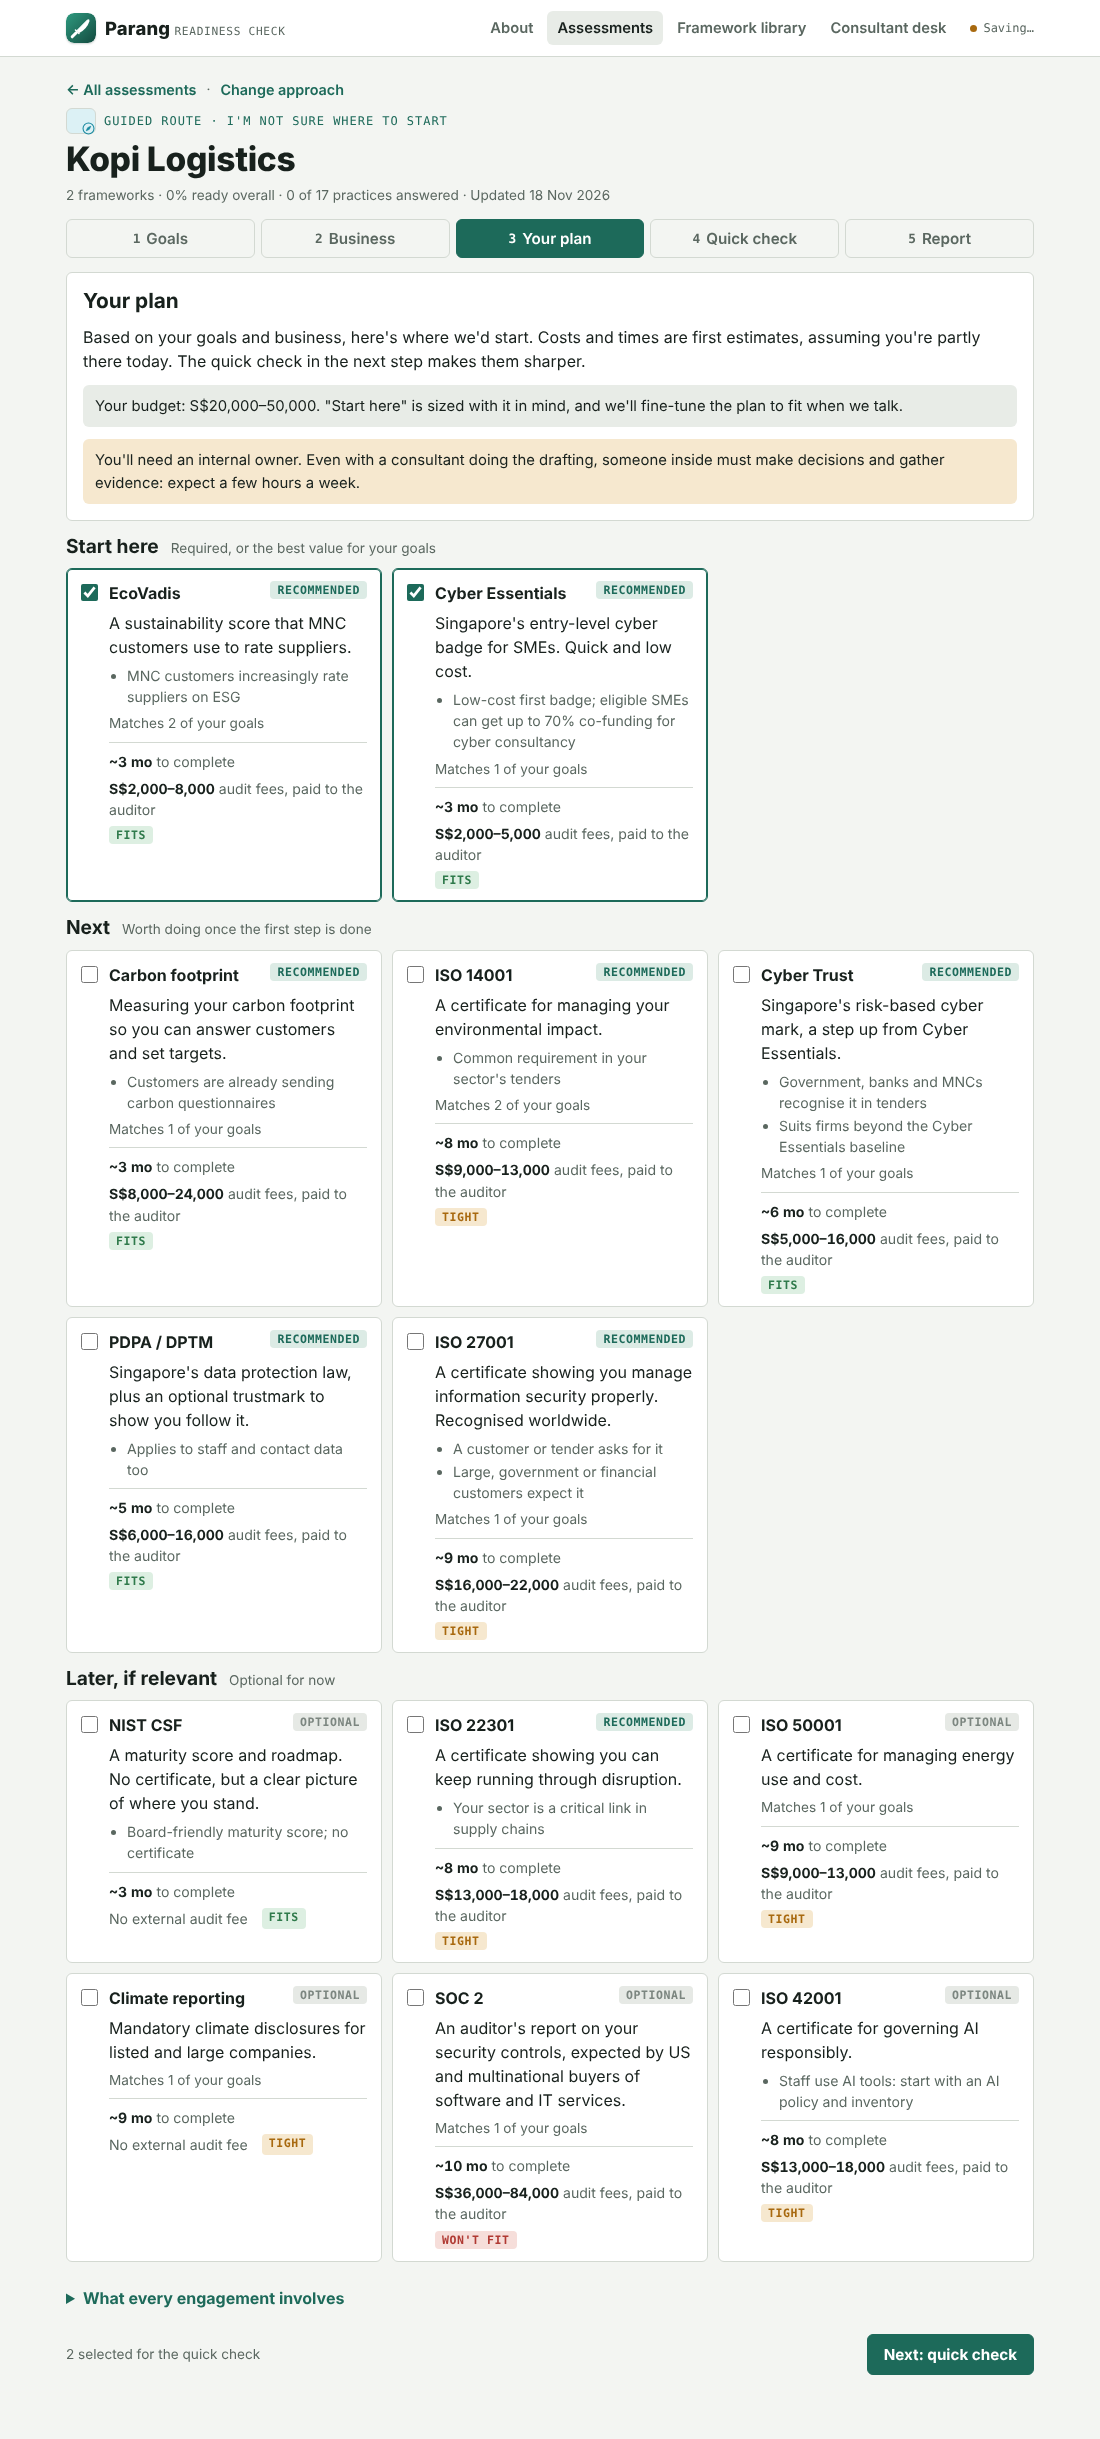 Parang READINESS CHECK
About Assessments Framework library Consultant desk Saving…
← All assessments · Change approach
GUIDED ROUTE · I'M NOT SURE WHERE TO START
Kopi Logistics
2 frameworks · 0% ready overall · 0 of 17 practices answered · Updated 18 Nov 2026
1 Goals
2 Business
3 Your plan
4 Quick check
5 Report
Your plan
Based on your goals and business, here's where we'd start. Costs and times are first estimates, assuming you're partly
there today. The quick check in the next step makes them sharper.
Your budget: S$20,000–50,000. "Start here" is sized with it in mind, and we'll fine-tune the plan to fit when we talk.
You'll need an internal owner. Even with a consultant doing the drafting, someone inside must make decisions and gather
evidence: expect a few hours a week.
Start here Required, or the best value for your goals
EcoVadis RECOMMENDED
A sustainability score that MNC
customers use to rate suppliers.
• MNC customers increasingly rate
suppliers on ESG
Matches 2 of your goals
~3 mo to complete
S$2,000–8,000 audit fees, paid to the
auditor
FITS
Cyber Essentials RECOMMENDED
Singapore's entry-level cyber
badge for SMEs. Quick and low
cost.
• Low-cost first badge; eligible SMEs
can get up to 70% co-funding for
cyber consultancy
Matches 1 of your goals
~3 mo to complete
S$2,000–5,000 audit fees, paid to the
auditor
FITS
Next Worth doing once the first step is done
Carbon footprint RECOMMENDED
Measuring your carbon footprint
so you can answer customers
and set targets.
• Customers are already sending
carbon questionnaires
Matches 1 of your goals
~3 mo to complete
S$8,000–24,000 audit fees, paid to
the auditor
FITS
ISO 14001 RECOMMENDED
A certificate for managing your
environmental impact.
• Common requirement in your
sector's tenders
Matches 2 of your goals
~8 mo to complete
S$9,000–13,000 audit fees, paid to
the auditor
TIGHT
Cyber Trust RECOMMENDED
Singapore's risk-based cyber
mark, a step up from Cyber
Essentials.
• Government, banks and MNCs
recognise it in tenders
• Suits firms beyond the Cyber
Essentials baseline
Matches 1 of your goals
~6 mo to complete
S$5,000–16,000 audit fees, paid to
the auditor
FITS
PDPA / DPTM RECOMMENDED
Singapore's data protection law,
plus an optional trustmark to
show you follow it.
• Applies to staff and contact data
too
~5 mo to complete
S$6,000–16,000 audit fees, paid to
the auditor
FITS
ISO 27001 RECOMMENDED
A certificate showing you manage
information security properly.
Recognised worldwide.
• A customer or tender asks for it
• Large, government or financial
customers expect it
Matches 1 of your goals
~9 mo to complete
S$16,000–22,000 audit fees, paid to
the auditor
TIGHT
Later, if relevant Optional for now
NIST CSF OPTIONAL
A maturity score and roadmap.
No certificate, but a clear picture
of where you stand.
• Board-friendly maturity score; no
certificate
~3 mo to complete
No external audit fee FITS
ISO 22301 RECOMMENDED
A certificate showing you can
keep running through disruption.
• Your sector is a critical link in
supply chains
~8 mo to complete
S$13,000–18,000 audit fees, paid to
the auditor
TIGHT
ISO 50001 OPTIONAL
A certificate for managing energy
use and cost.
Matches 1 of your goals
~9 mo to complete
S$9,000–13,000 audit fees, paid to
the auditor
TIGHT
Climate reporting OPTIONAL
Mandatory climate disclosures for
listed and large companies.
Matches 1 of your goals
~9 mo to complete
No external audit fee TIGHT
SOC 2 OPTIONAL
An auditor's report on your
security controls, expected by US
and multinational buyers of
software and IT services.
Matches 1 of your goals
~10 mo to complete
S$36,000–84,000 audit fees, paid to
the auditor
WON'T FIT
ISO 42001 OPTIONAL
A certificate for governing AI
responsibly.
• Staff use AI tools: start with an AI
policy and inventory
~8 mo to complete
S$13,000–18,000 audit fees, paid to
the auditor
TIGHT
▶ What every engagement involves
2 selected for the quick check
Next: quick check